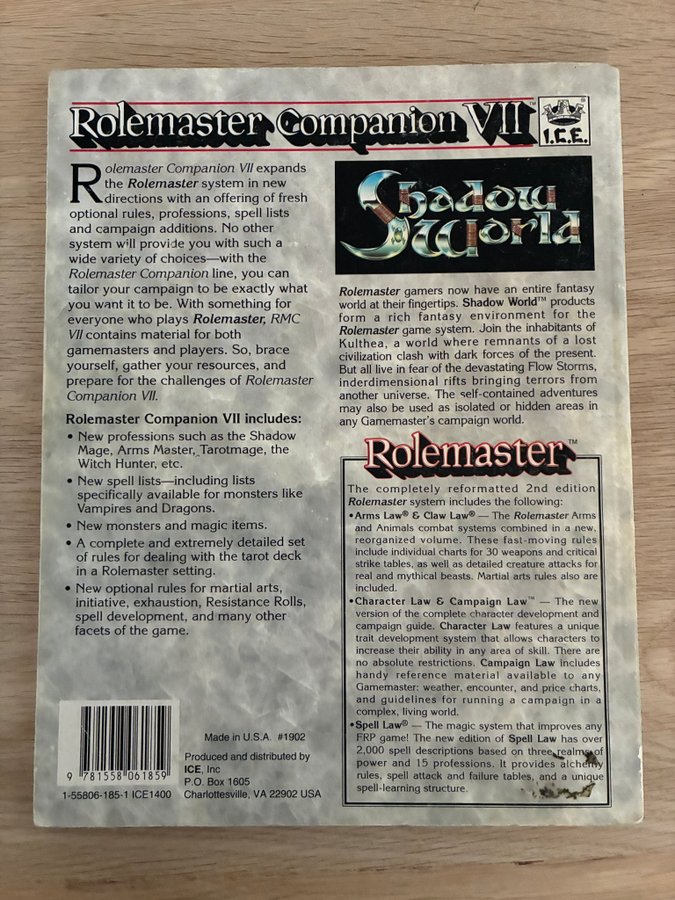 Rolemaster Companion VII™
I.C.E.®
Rolemaster Companion VII expands
the Rolemaster system in new
directions with an offering of fresh
optional rules, professions, spell lists
and campaign additions. No other
system will provide you with such a
wide variety of choices—with the
Rolemaster Companion line, you can
tailor your campaign to be exactly what
you want it to be. With something for
everyone who plays Rolemaster, RMC
VII contains material for both
gamemasters and players. So, brace
yourself, gather your resources, and
prepare for the challenges of Rolemaster
Companion VII.
Rolemaster Companion VII includes:
• New professions such as the Shadow
Mage, Arms Master, Tarotmage, the
Witch Hunter, etc.
• New spell lists—including lists
specifically available for monsters like
Vampires and Dragons.
• New monsters and magic items.
• A complete and extremely detailed set
of rules for dealing with the tarot deck
in a Rolemaster setting.
• New optional rules for martial arts,
initiative, exhaustion, Resistance Rolls,
spell development, and many other
facets of the game.
9 781558 061859
1-55806-185-1 ICE1400
Made in U.S.A. #1902
Produced and distributed by
ICE, Inc
P.O. Box 1605
Charlottesville, VA 22902 USA
Shadow
World
Rolemaster gamers now have an entire fantasy
world at their fingertips. Shadow World™ products
form a rich fantasy environment for the
Rolemaster game system. Join the inhabitants of
Kulthea, a world where remnants of a lost
civilization clash with dark forces of the present.
But all live in fear of the devastating Flow Storms,
inderdimensional rifts bringing terrors from
another universe. The self-contained adventures
may also be used as isolated or hidden areas in
any Gamemaster's campaign world.
Rolemaster™
The completely reformatted 2nd edition
Rolemaster system includes the following:
•Arms Law® & Claw Law® — The Rolemaster Arms
and Animals combat systems combined in a new,
reorganized volume. These fast-moving rules
include individual charts for 30 weapons and critical
strike tables, as well as detailed creature attacks for
real and mythical beasts. Martial arts rules also are
included.
•Character Law & Campaign Law™ — The new
version of the complete character development and
campaign guide. Character Law features a unique
trait development system that allows characters to
increase their ability in any area of skill. There are
no absolute restrictions. Campaign Law includes
handy reference material available to any
Gamemaster: weather, encounter, and price charts,
and guidelines for running a campaign in a
complex, living world.
•Spell Law® — The magic system that improves any
FRP game! The new edition of Spell Law has over
2,000 spell descriptions based on three realms of
power and 15 professions. It provides alchemy
rules, spell attack and failure tables, and a unique
spell-learning structure.